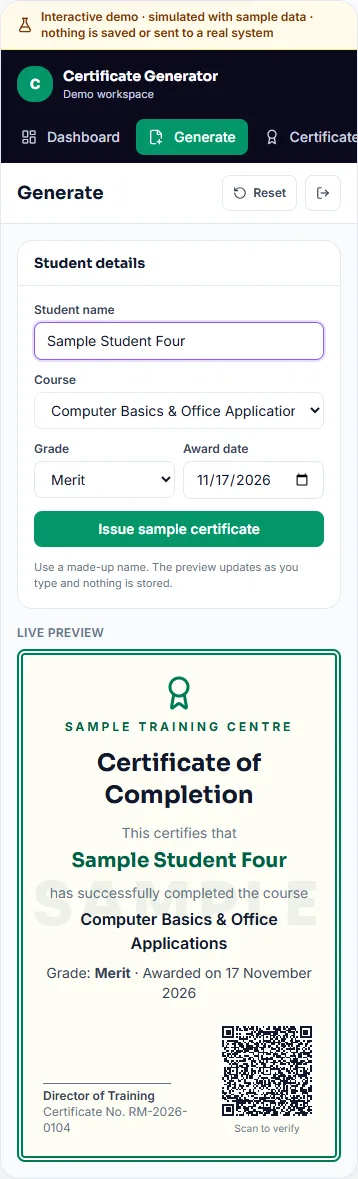 Interactive demo · simulated with sample data ·
nothing is saved or sent to a real system
C
Certificate Generator
Demo workspace
Dashboard
Generate
Certificate
Generate
Reset
Student details
Student name
Sample Student Four
Course
Computer Basics & Office Application
Grade
Award date
Merit
11/17/2026
Issue sample certificate
Use a made-up name. The preview updates as you
type and nothing is stored.
LIVE PREVIEW
SAMPLE TRAINING CENTRE
Certificate of
Completion
This certifies that
Sample Student Four
SAMPLE
has successfully completed the course
Computer Basics & Office
Applications
Grade: Merit · Awarded on 17 November
2026
Director of Training
Certificate No. RM-2026-
0104
Scan to verify